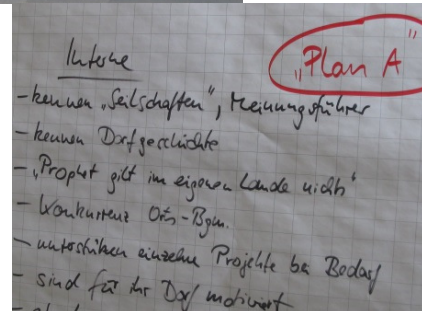 "Plan A"
Interne
- kennen „Seilschaften", Meinungsführer
- kennen Dorfgeschichte
- „Prophet gilt im eigenen Lande nicht"
- Konkurrenz Orts-Bgm.
- unterstützen einzelne Projekte bei Bedarf
- sind für ihr Dorf motiviert